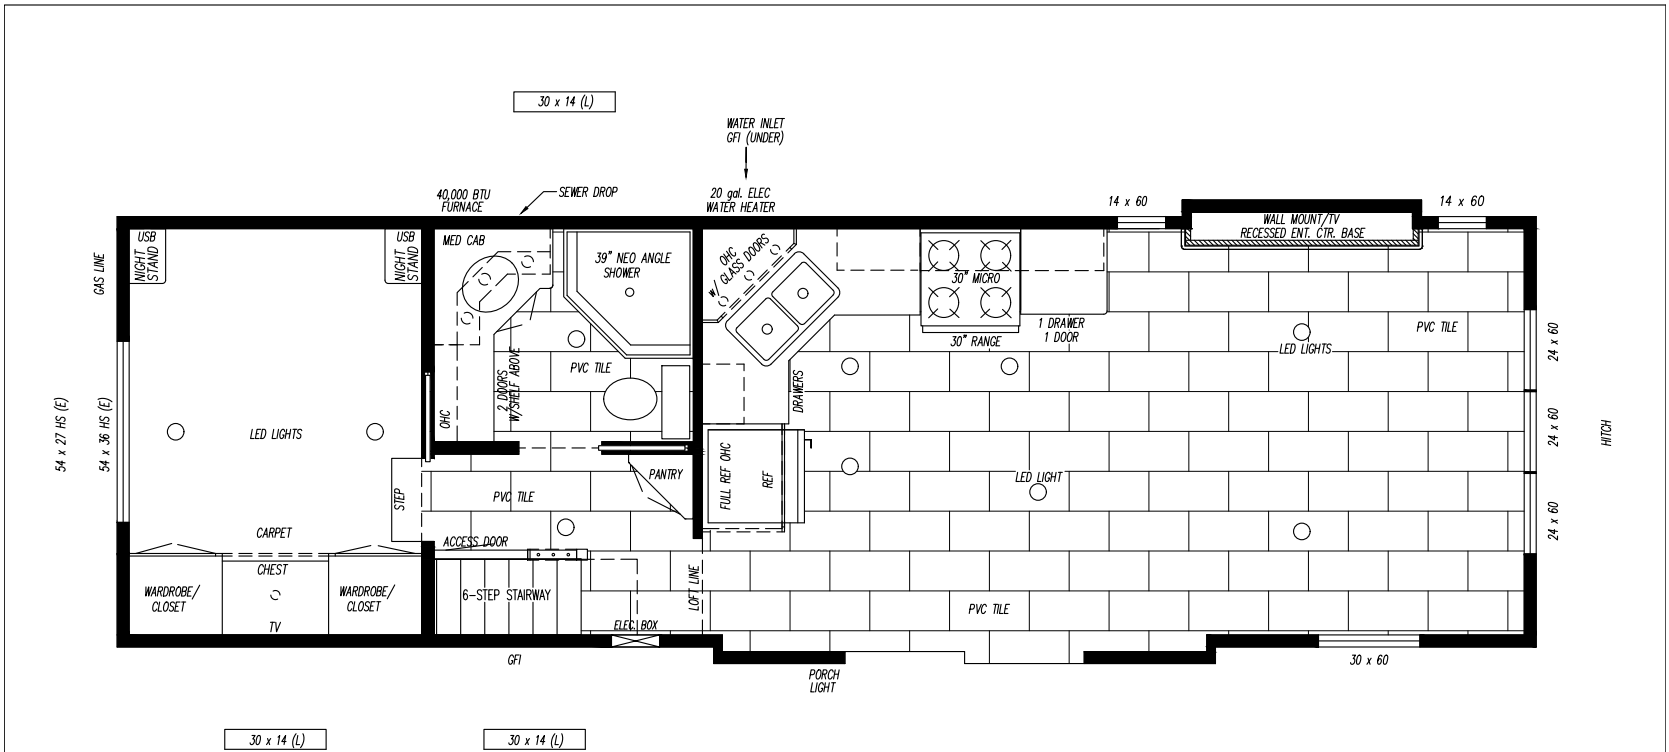 30 x 14 (L)
WATER INLET
GFI (UNDER)
40,000 BTU
FURNACE
SEWER DROP
20 gal. ELEC
WATER HEATER
14 x 60
14 x 60
WALL MOUNT/TV
RECESSED ENT. CTR. BASE
GAS LINE
USB
NIGHT
STAND
USB
NIGHT
STAND
MED CAB
39" NEO ANGLE
SHOWER
OHC
W/ GLASS DOORS
30" MICRO
30" RANGE
1 DRAWER
1 DOOR
LED LIGHTS
PVC TILE
24 x 60
24 x 60
24 x 60
HITCH
PVC TILE
2 DOORS
W/SHELF ABOVE
OHC
DRAWERS
54 x 27 HS (E)
54 x 36 HS (E)
LED LIGHTS
STEP
PVC TILE
PANTRY
FULL REF OHC
REF
LED LIGHT
CARPET
ACCESS DOOR
CHEST
WARDROBE/
CLOSET
TV
WARDROBE/
CLOSET
6-STEP STAIRWAY
LOFT LINE
ELEC. BOX
PVC TILE
GFI
PORCH
LIGHT
30 x 60
30 x 14 (L)
30 x 14 (L)